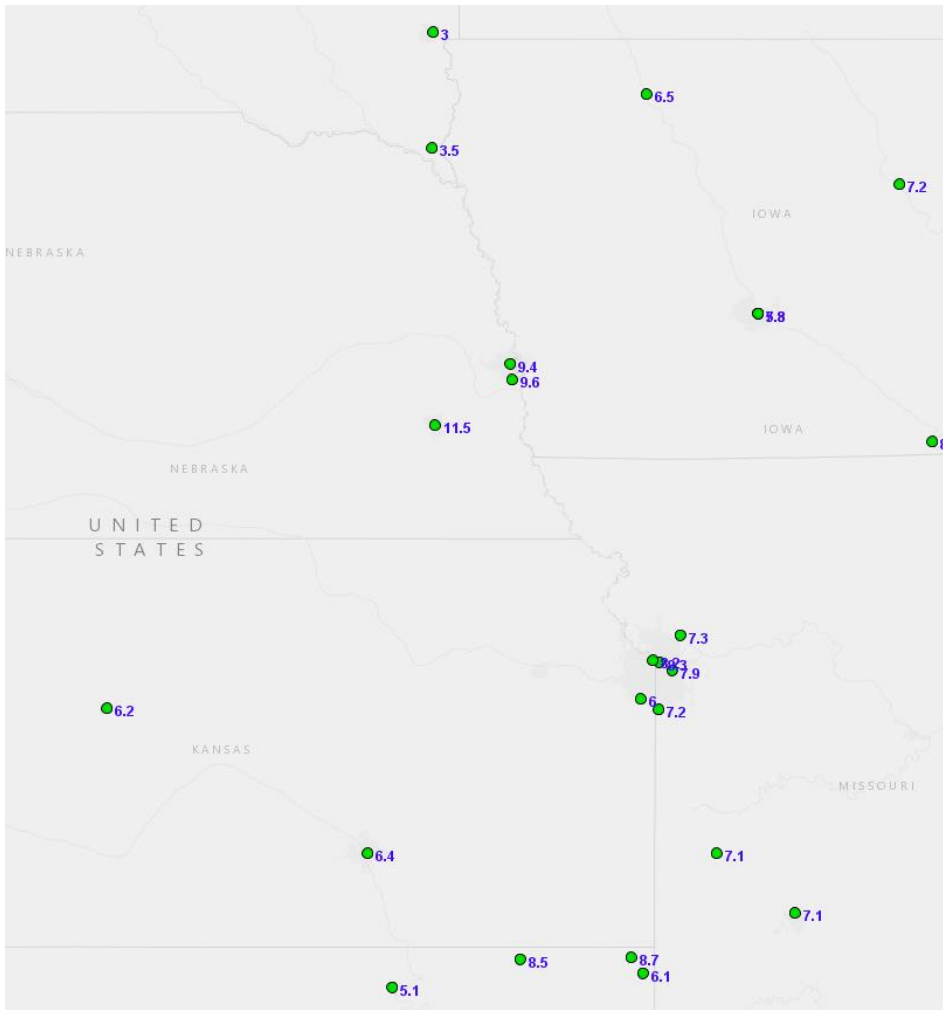 3
6.5
3.5
7.2
IOWA
NEBRASKA
9.4
9.6
11.5
IOWA
8
NEBRASKA
UNITED
STATES
7.3
7.9
6
7.2
6.2
KANSAS
MISSOURI
6.4
7.1
7.1
8.5
8.7
6.1
5.1